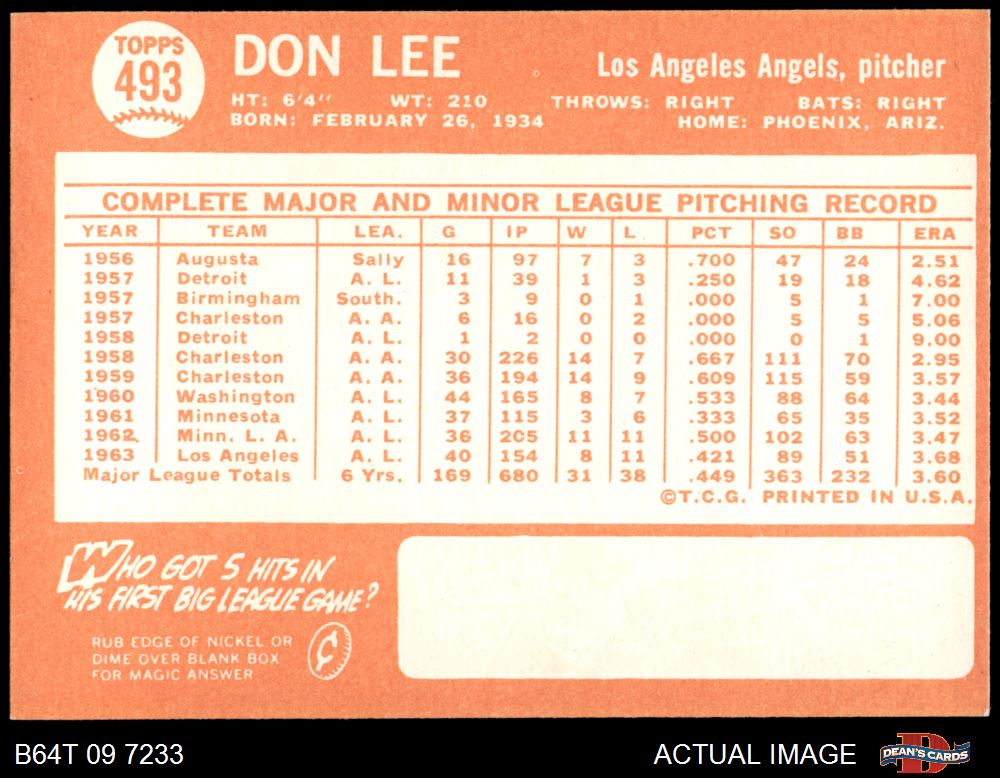 TOPPS
493
DON LEE
Los Angeles Angels, pitcher
HT: 6'4" WT: 210 THROWS: RIGHT BATS: RIGHT
BORN: FEBRUARY 26, 1934 HOME: PHOENIX, ARIZ.
COMPLETE MAJOR AND MINOR LEAGUE PITCHING RECORD
YEAR TEAM LEA. G IP W L PCT SO BB ERA
1956 Augusta Sally 16 97 7 3 .700 47 24 2.51
1957 Detroit A. L. 11 39 1 3 .250 19 18 4.62
1957 Birmingham South. 3 9 0 1 .000 5 1 7.00
1957 Charleston A. A. 6 16 0 2 .000 5 5 5.06
1958 Detroit A. L. 1 2 0 0 .000 0 1 9.00
1958 Charleston A. A. 30 226 14 7 .667 111 70 2.95
1959 Charleston A. A. 36 194 14 9 .609 115 59 3.57
1960 Washington A. L. 44 165 8 7 .533 88 64 3.44
1961 Minnesota A. L. 37 115 3 6 .333 65 35 3.52
1962 Minn. L. A. A. L. 36 205 11 11 .500 102 63 3.47
1963 Los Angeles A. L. 40 154 8 11 .421 89 51 3.68
Major League Totals 6 Yrs. 169 680 31 38 .449 363 232 3.60
©T.C.G. PRINTED IN U.S.A.
WHO GOT 5 HITS IN
HIS FIRST BIG LEAGUE GAME?
RUB EDGE OF NICKEL OR
DIME OVER BLANK BOX
FOR MAGIC ANSWER
¢
B64T 09 7233 ACTUAL IMAGE
DEAN'S CARDS